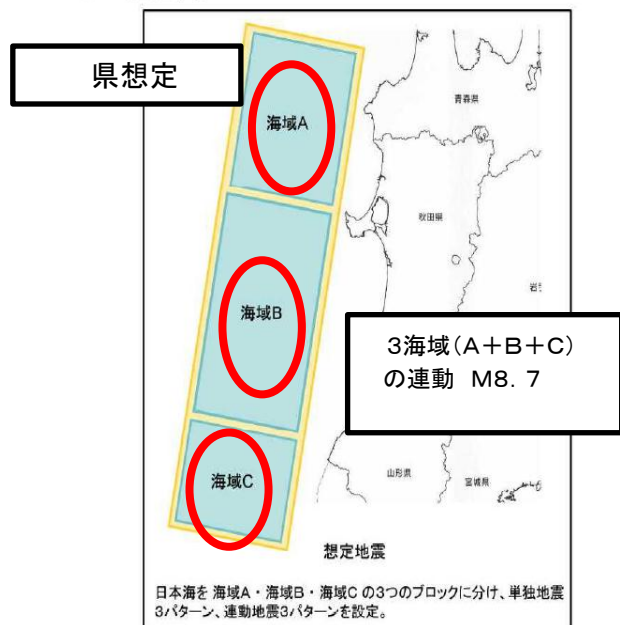 県想定
海域A
青森県
秋田県
海域B
岩
3海域(A+B+C)
の連動 M8.7
海域C
山形県
宮城県
想定地震
日本海を 海域A・海域B・海域C の3つのブロックに分け、単独地震
3パターン、連動地震3パターンを設定。